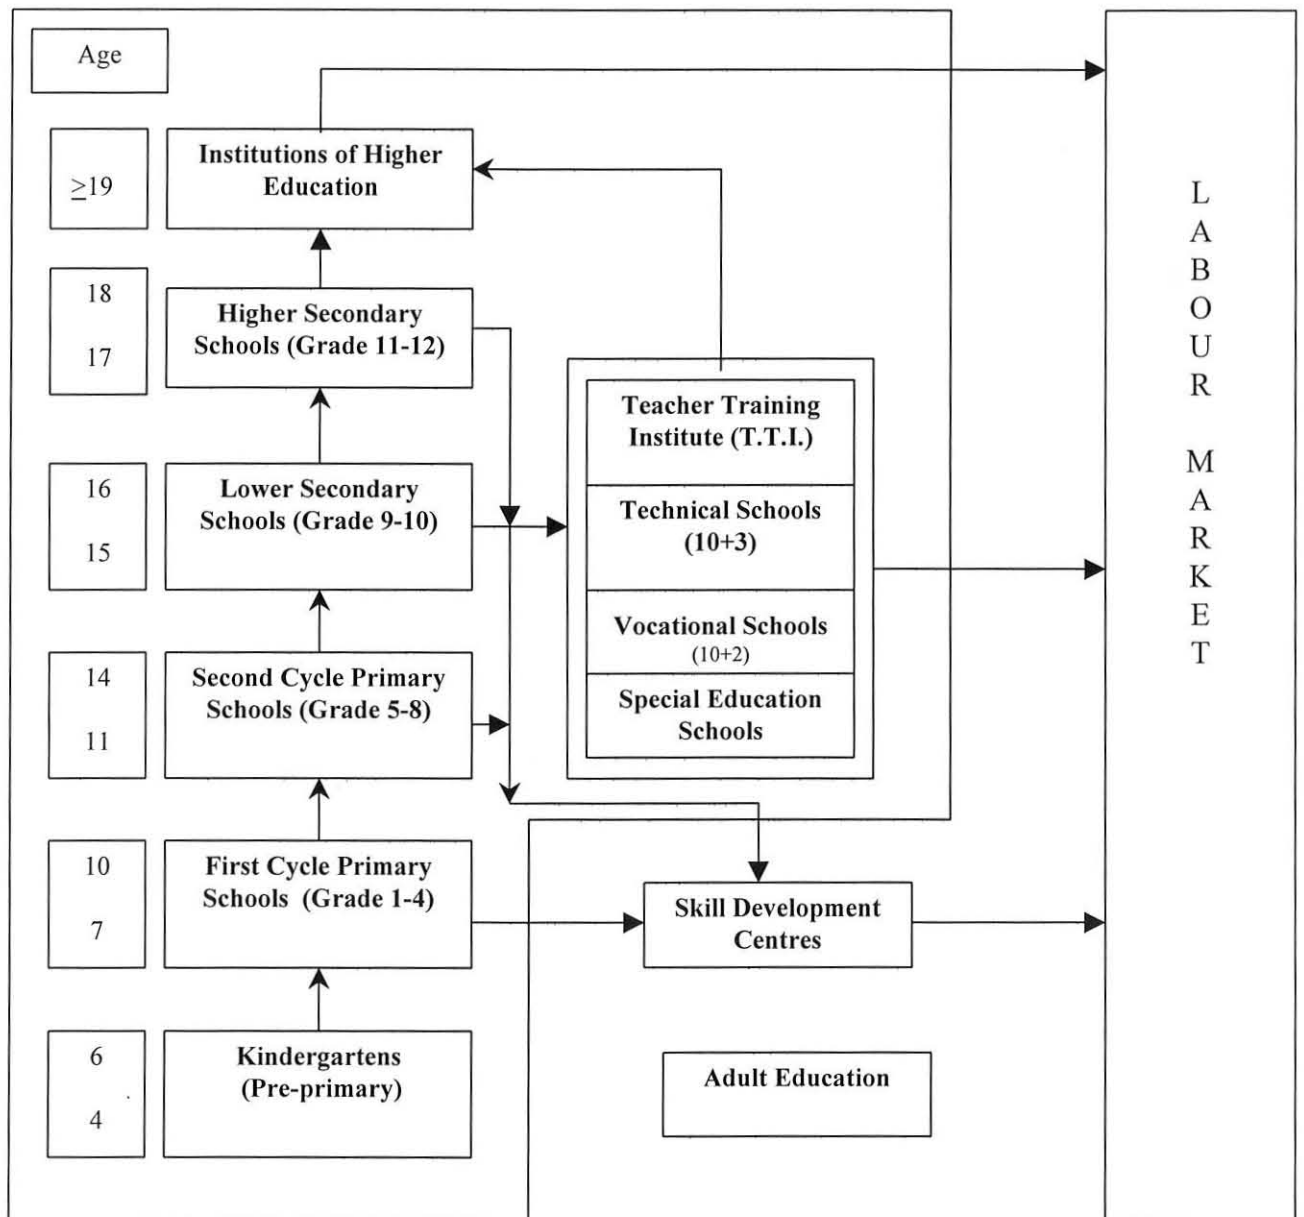 Age
≥19
Institutions of Higher
Education
18
17
Higher Secondary
Schools (Grade 11-12)
16
15
Lower Secondary
Schools (Grade 9-10)
14
11
Second Cycle Primary
Schools (Grade 5-8)
10
7
First Cycle Primary
Schools (Grade 1-4)
6
4
Kindergartens
(Pre-primary)
Teacher Training
Institute (T.T.I.)
Technical Schools
(10+3)
Vocational Schools
(10+2)
Special Education
Schools
Skill Development
Centres
Adult Education
L
A
B
O
U
R
M
A
R
K
E
T